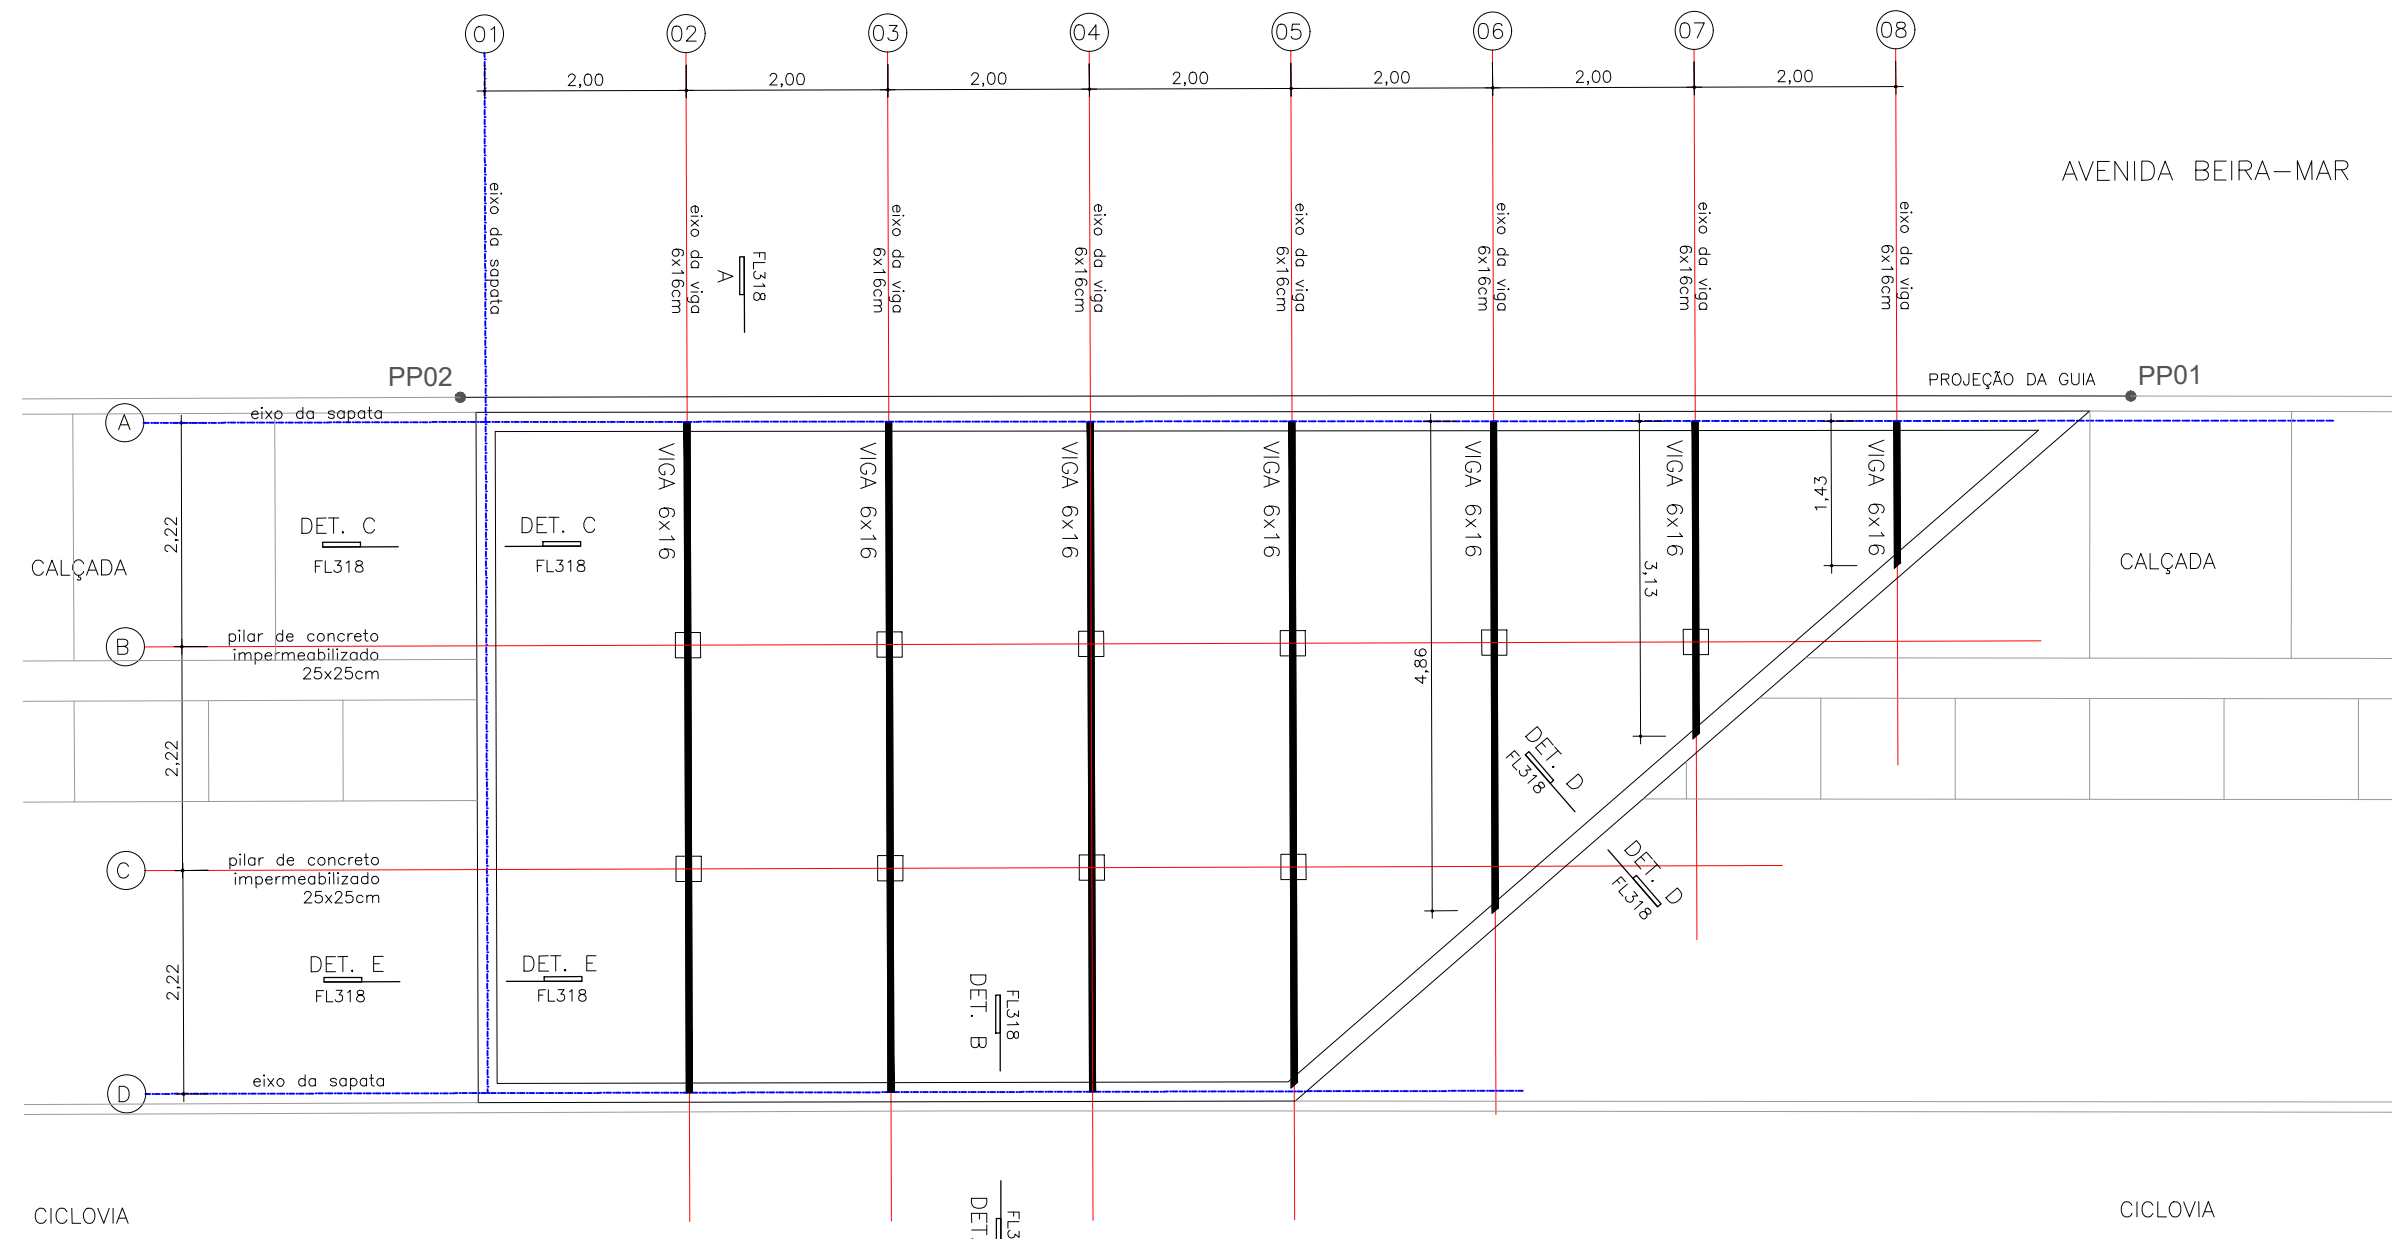 01 02 03 04 05 06 07 08
2,00 2,00 2,00 2,00 2,00 2,00 2,00
AVENIDA BEIRA-MAR
eixo da sapata
eixo da viga
6x16cm
eixo da viga
6x16cm
eixo da viga
6x16cm
eixo da viga
6x16cm
eixo da viga
6x16cm
eixo da viga
6x16cm
eixo da viga
6x16cm
FL318
A
PP02
PROJEÇÃO DA GUIA
PP01
A
eixo da sapata
VIGA 6x16
VIGA 6x16
VIGA 6x16
VIGA 6x16
VIGA 6x16
VIGA 6x16
VIGA 6x16
2,22
DET. C
FL318
DET. C
FL318
1,43
3,13
4,86
CALÇADA
CALÇADA
B
pilar de concreto
impermeabilizado
25x25cm
2,22
DET. D
FL318
C
pilar de concreto
impermeabilizado
25x25cm
DET. D
FL318
2,22
DET. E
FL318
DET. E
FL318
FL318
DET. B
D
eixo da sapata
CICLOVIA
DET.
CICLOVIA